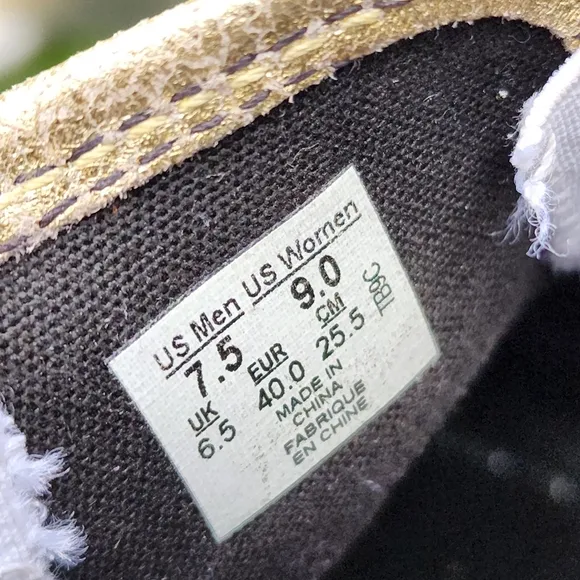 US Men US Women
7.5 9.0
UK EUR CM
6.5 40.0 25.5
MADE IN
CHINA
FABRIQUE
EN CHINE